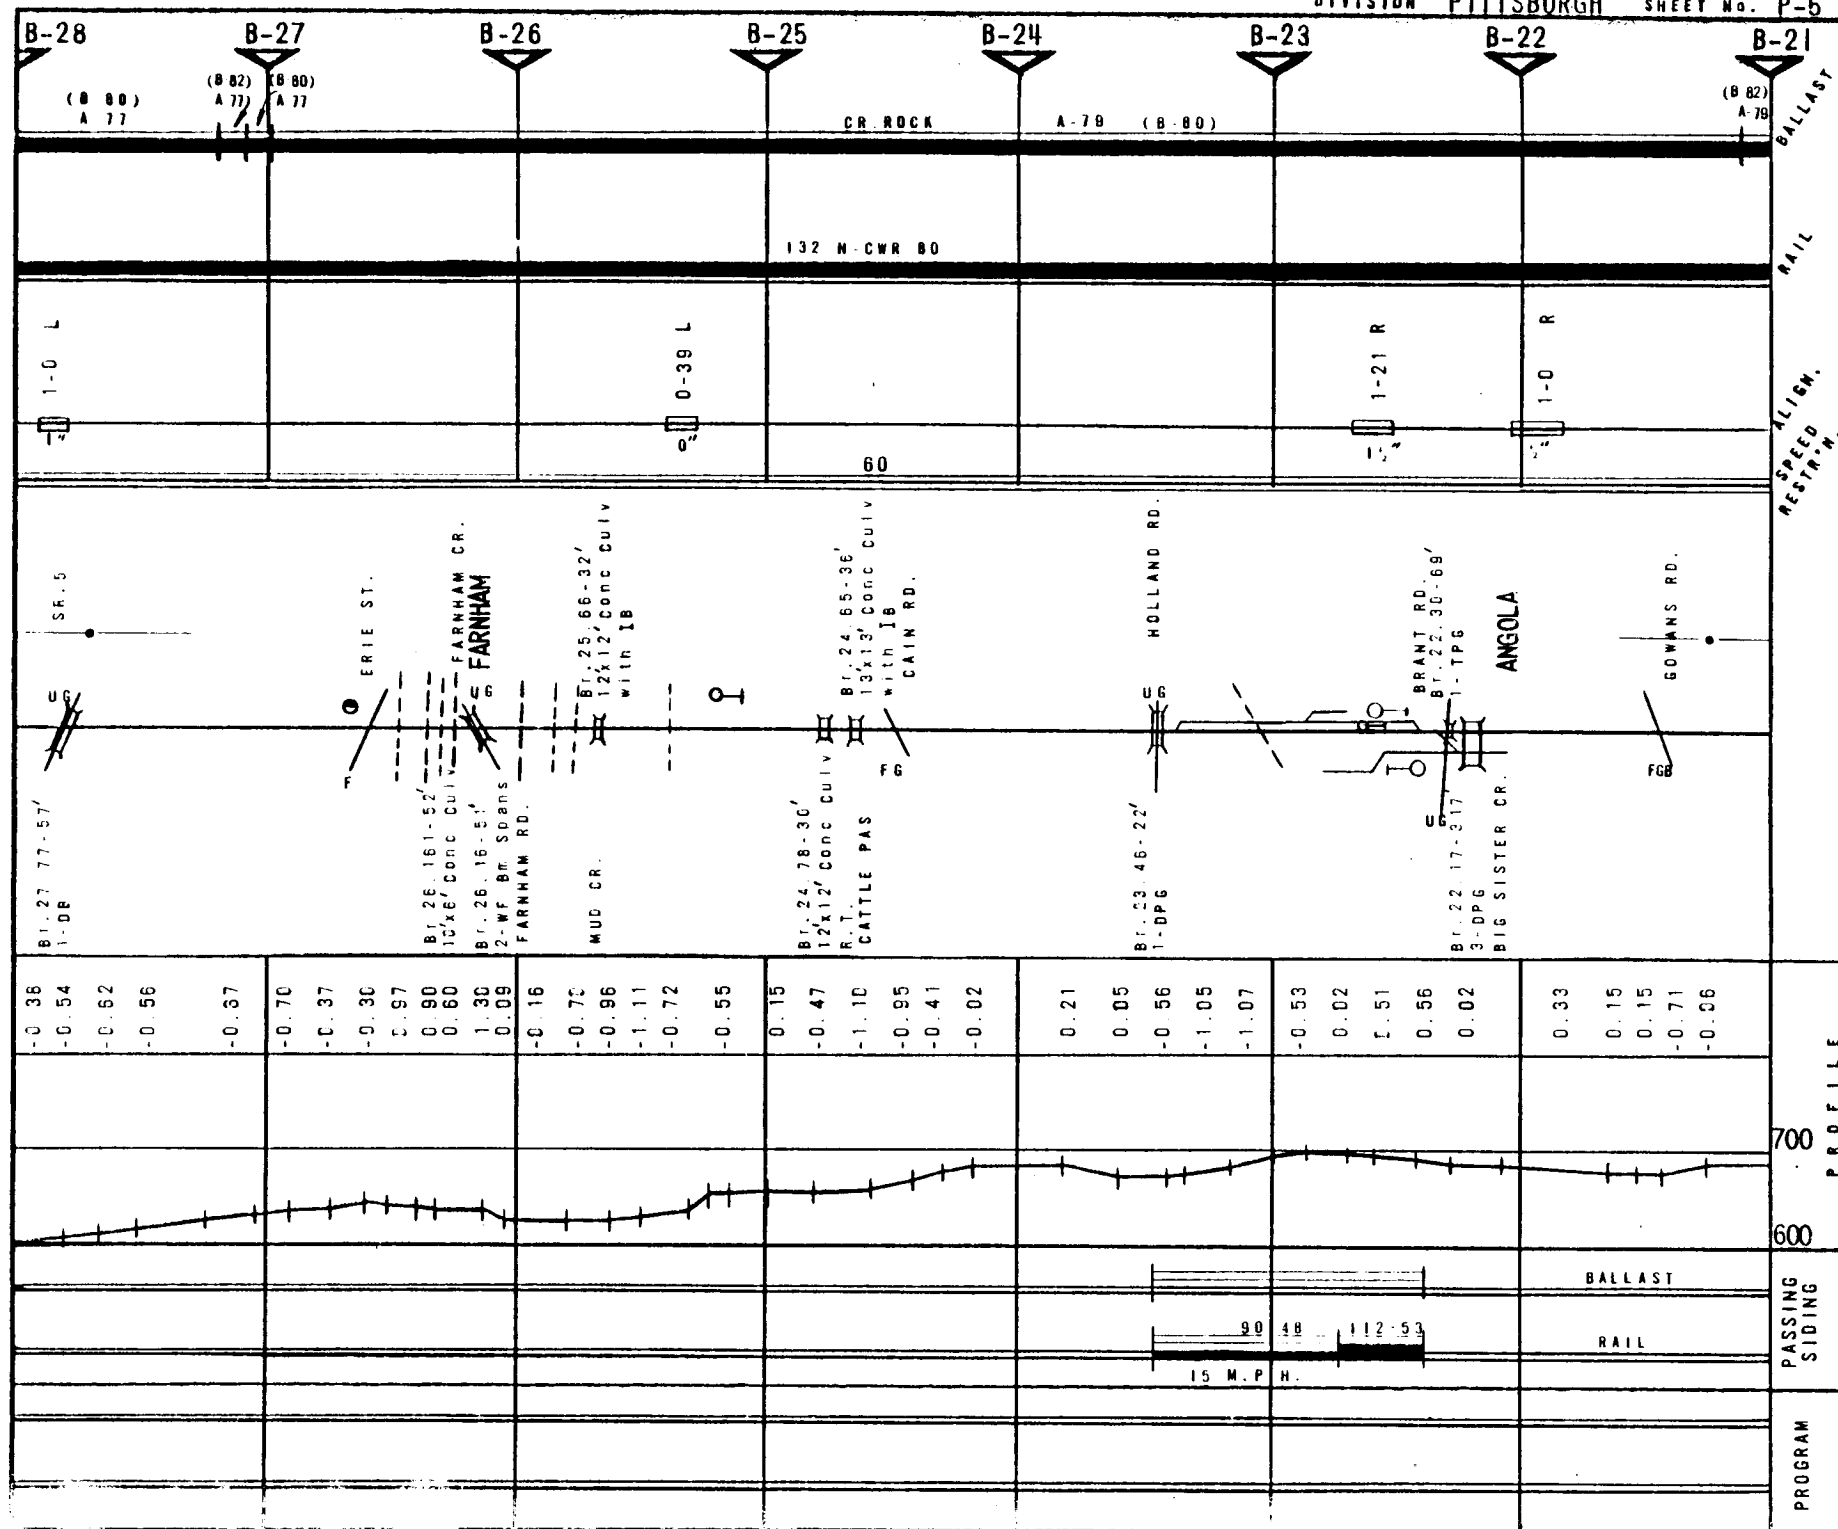 DIVISION PITTSBURGH SHEET No. P-5
B-28 B-27 B-26 B-25 B-24 B-23 B-22 B-21
(B 80)
A 77
(B 82)
A 77
(B 80)
A 77
CR. ROCK A-79 (B-80)
(B 82)
A-79
BALLAST
132 N-CWR 80
RAIL
1-0 L
0-39 L
0"
1-21 R
1-0 R
ALIGN.
60
SPEED
RESTR'N.
SR.5
ERIE ST.
FARNHAM CR.
FARNHAM
Br.25.66-32'
12'x12' Conc Culv
with IB
Br.24.65-36'
13'x13' Conc Culv
with IB
CAIN RD.
HOLLAND RD.
BRANT RD.
Br.22.30-69'
1-TPG
ANGOLA
GOWANS RD.
UG
F
G
FG
UG
UG
FGB
Br.27.77-57'
1-DB
Br 26.161-52'
10'x6' Conc Culv
Br.26.16-51'
2-WF Bm Spans
FARNHAM RD.
MUD CR.
Br.24.78-30'
12'x12' Conc Culv
R.T.
CATTLE PAS
Br.23.46-22'
1-DPG
Br.22.17-317'
3-DPG
BIG SISTER CR.
-0.38 -0.54 -0.62 -0.56 -0.37 -0.70 -0.37 -0.30 0.97 0.90 0.60 1.30 0.09 -0.16 -0.70 -0.96 -1.11 -0.72 -0.55 0.15 -0.47 -1.10 -0.95 -0.41 -0.02 0.21 0.05 -0.56 -1.05 -1.07 -0.53 0.02 0.51 0.56 0.02 0.33 0.15 0.15 -0.71 -0.06
PROFILE
700
600
BALLAST
90 48 112-53
RAIL
15 M.P.H.
PASSING
SIDING
PROGRAM